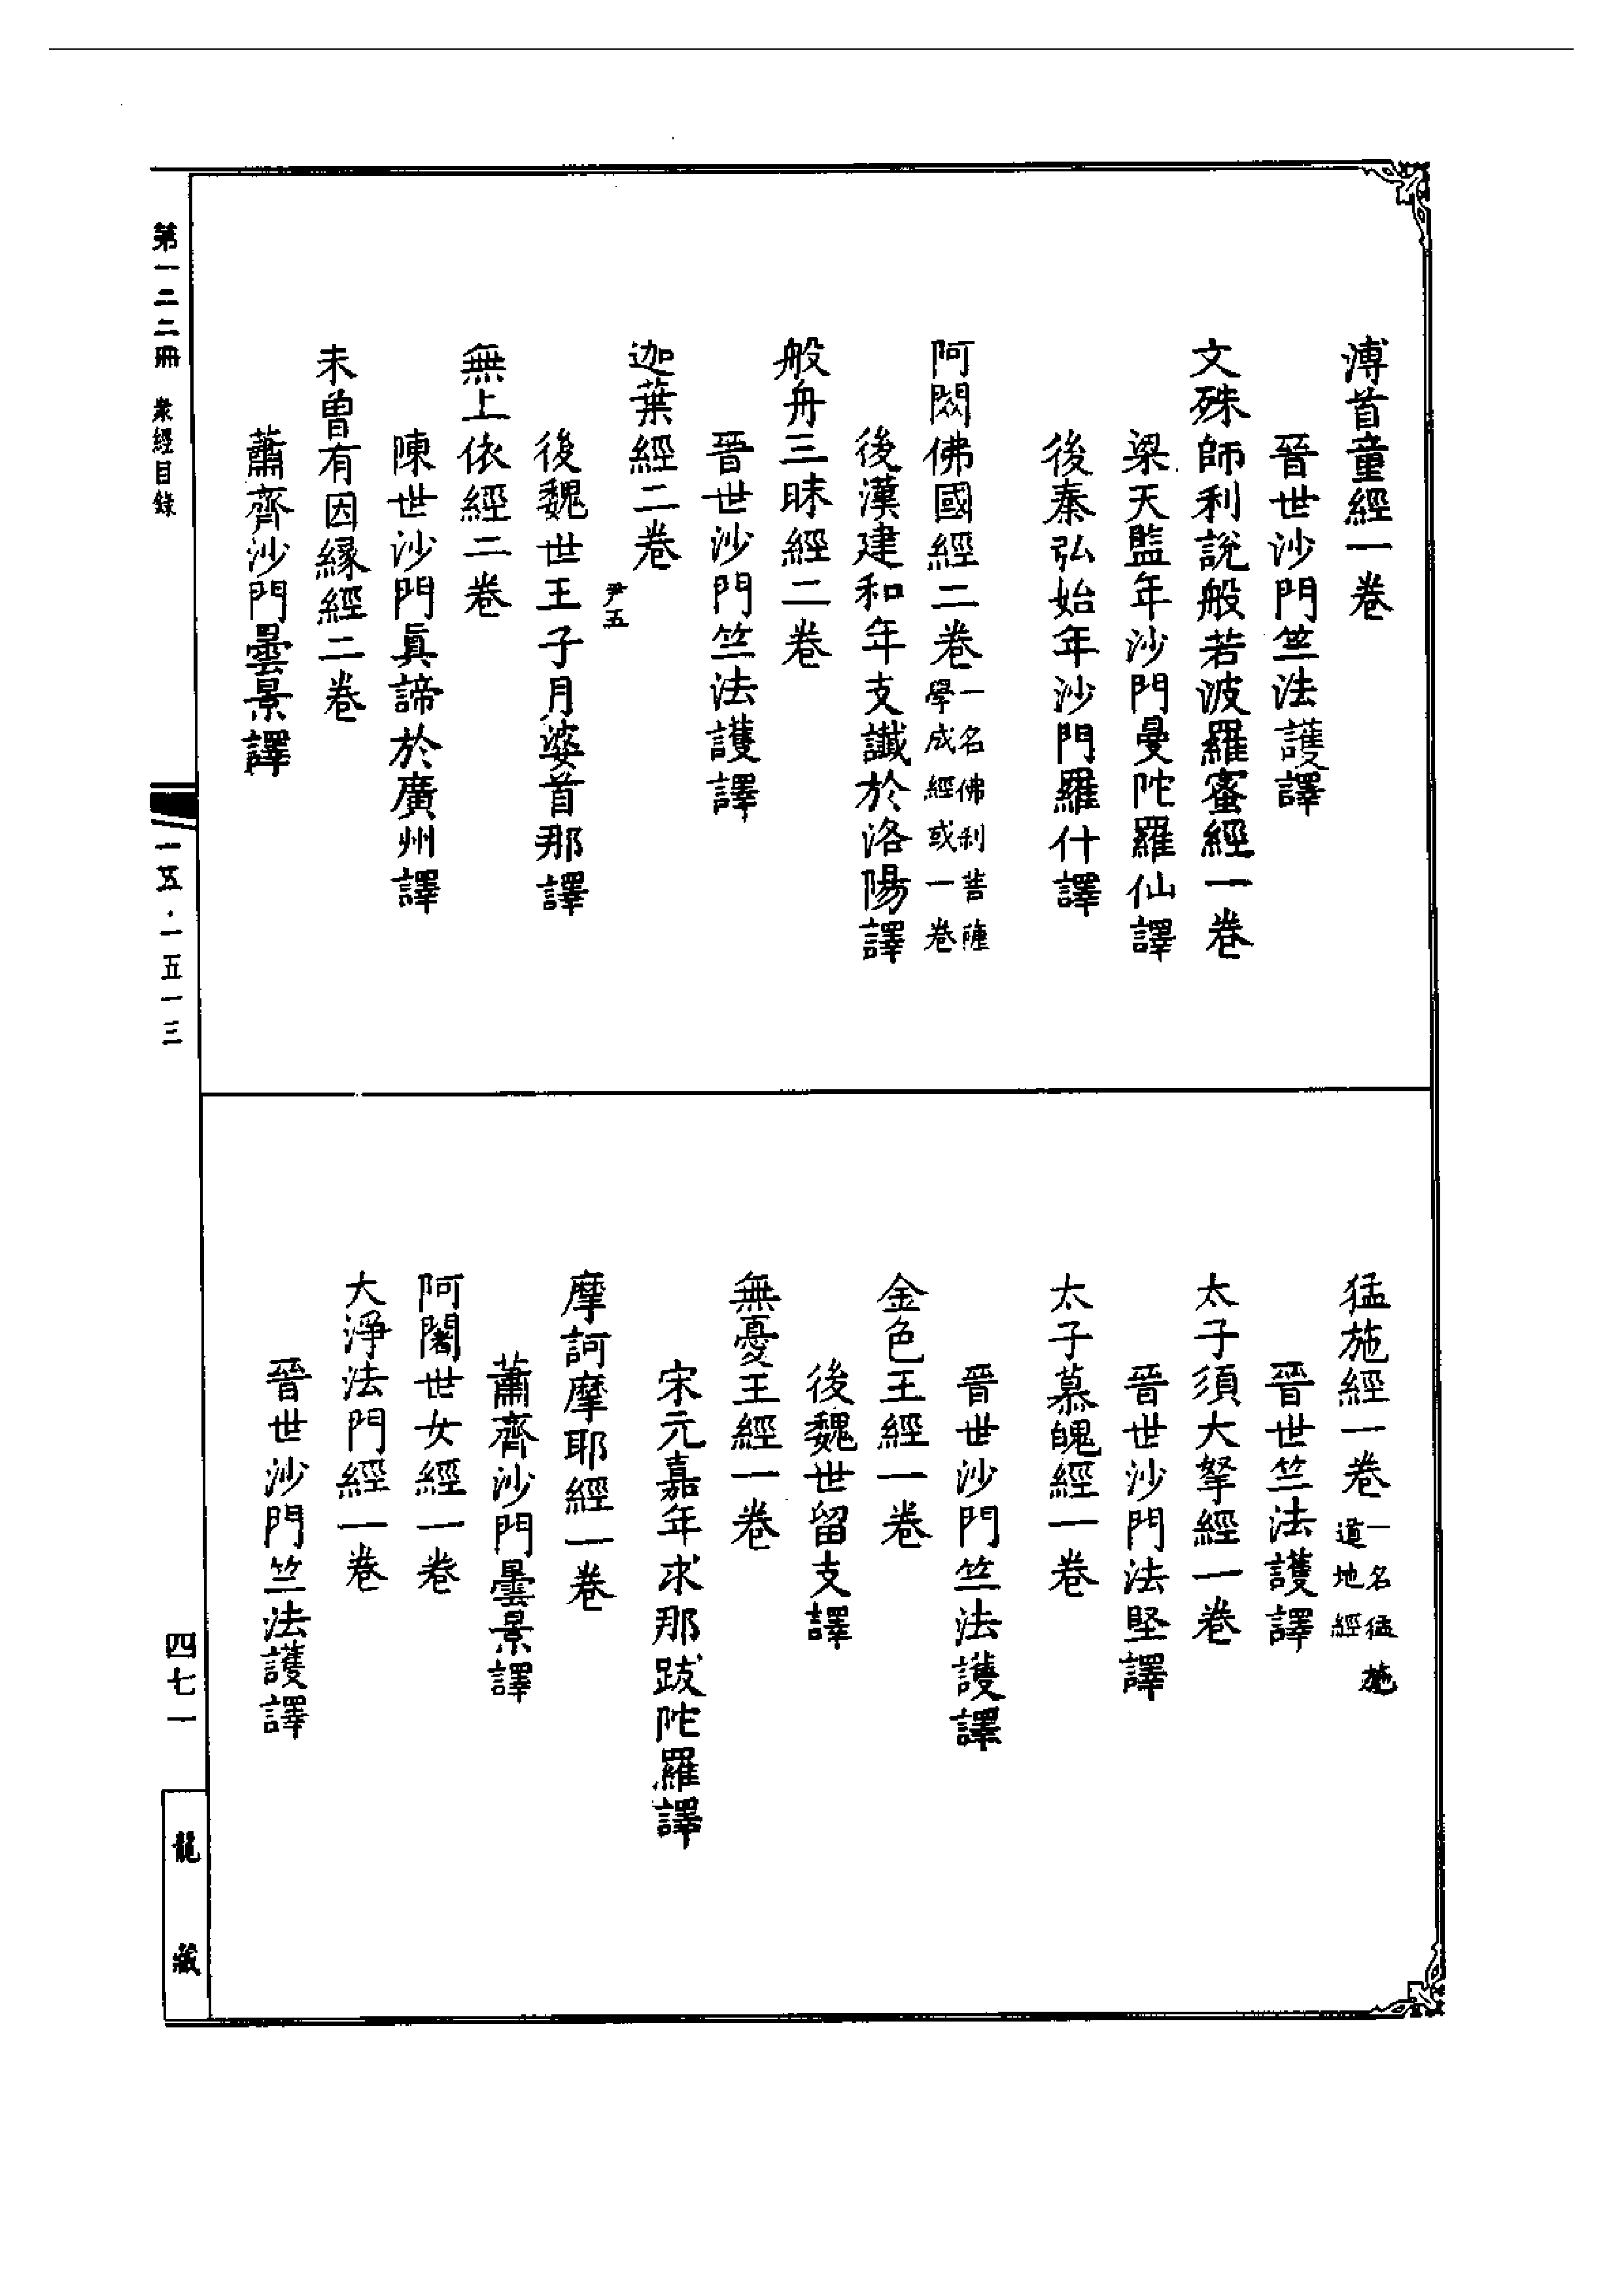 溥首童經一卷
晉世沙門竺法護譯
文殊師利說般若波羅蜜經一卷
梁天監年沙門曼陀羅仙譯
後秦弘始年沙門羅什譯
阿閦佛國經二卷一名佛刹菩薩學成經或一卷
後漢建和年支讖於洛陽譯
般舟三昧經二卷
晉世沙門竺法護譯
迦葉經二卷
尹五
後魏世王子月婆首那譯
無上依經二卷
陳世沙門眞諦於廣州譯
未曾有因緣經二卷
蕭齊沙門曇景譯
猛施經一卷一名猛施道地經
晉世竺法護譯
太子須大拏經一卷
晉世沙門法堅譯
太子慕魄經一卷
晉世沙門竺法護譯
金色王經一卷
後魏世留支譯
無憂王經一卷
宋元嘉年求那跋陀羅譯
摩訶摩耶經一卷
蕭齊沙門曇景譯
阿闍世女經一卷
大淨法門經一卷
晉世沙門竺法護譯
第一二二冊 衆經目錄
一五·一五一三
四七一
龍藏